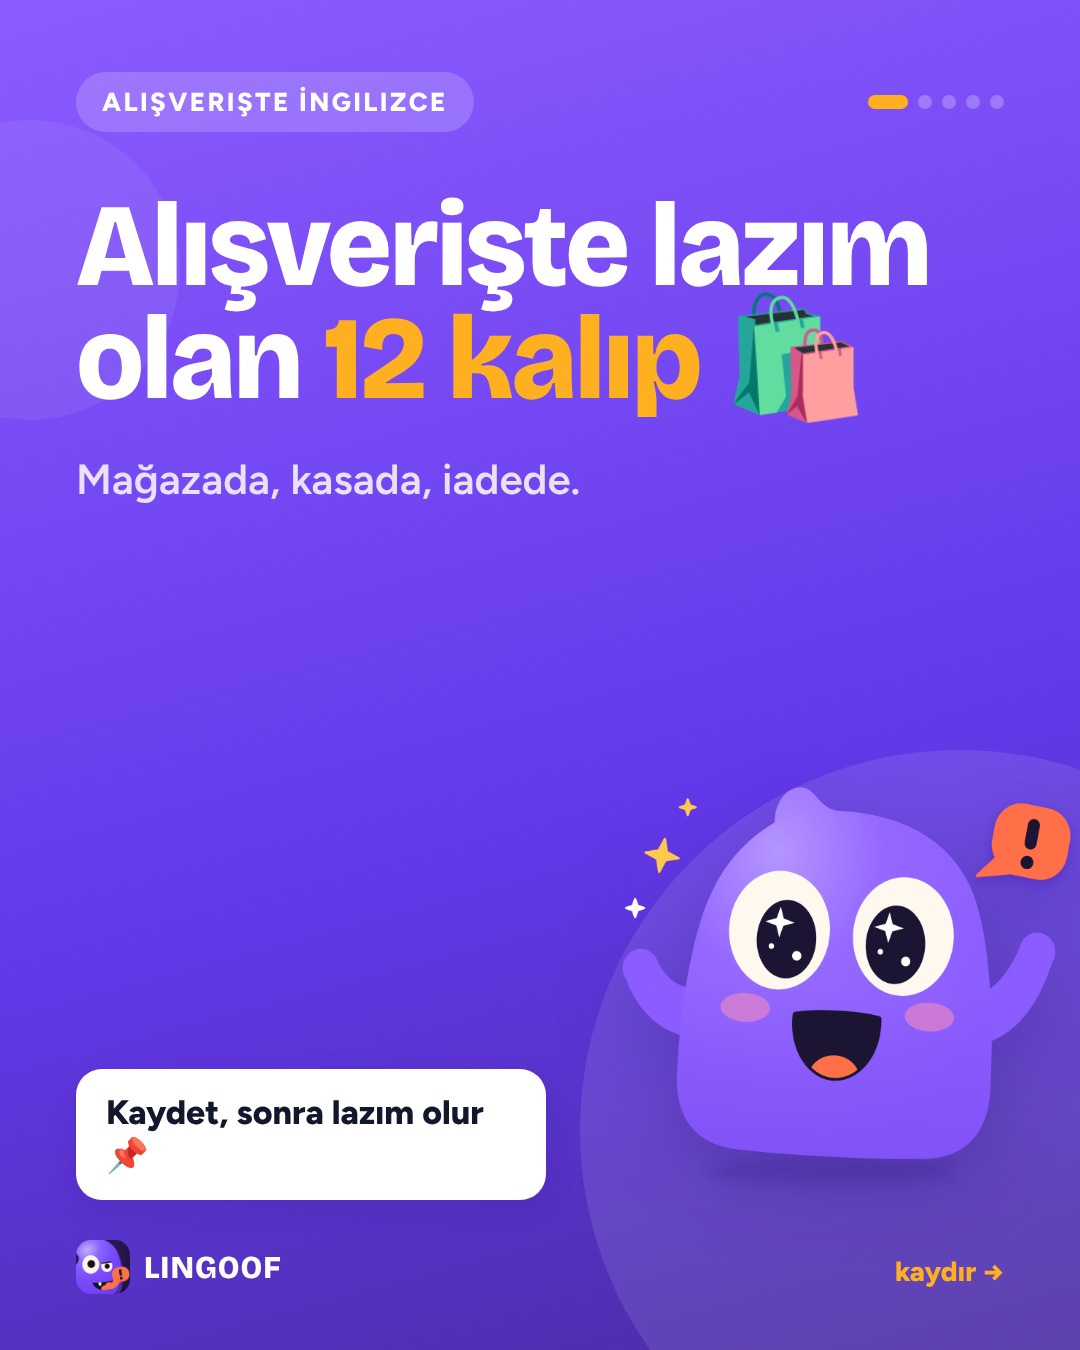 ALIŞVERIŞTE İNGILIZCE
Alışverişte lazım
olan 12 kalıp 🛍️
Mağazada, kasada, iadede.
!
Kaydet, sonra lazım olur
📌
LINGOOF
kaydır →